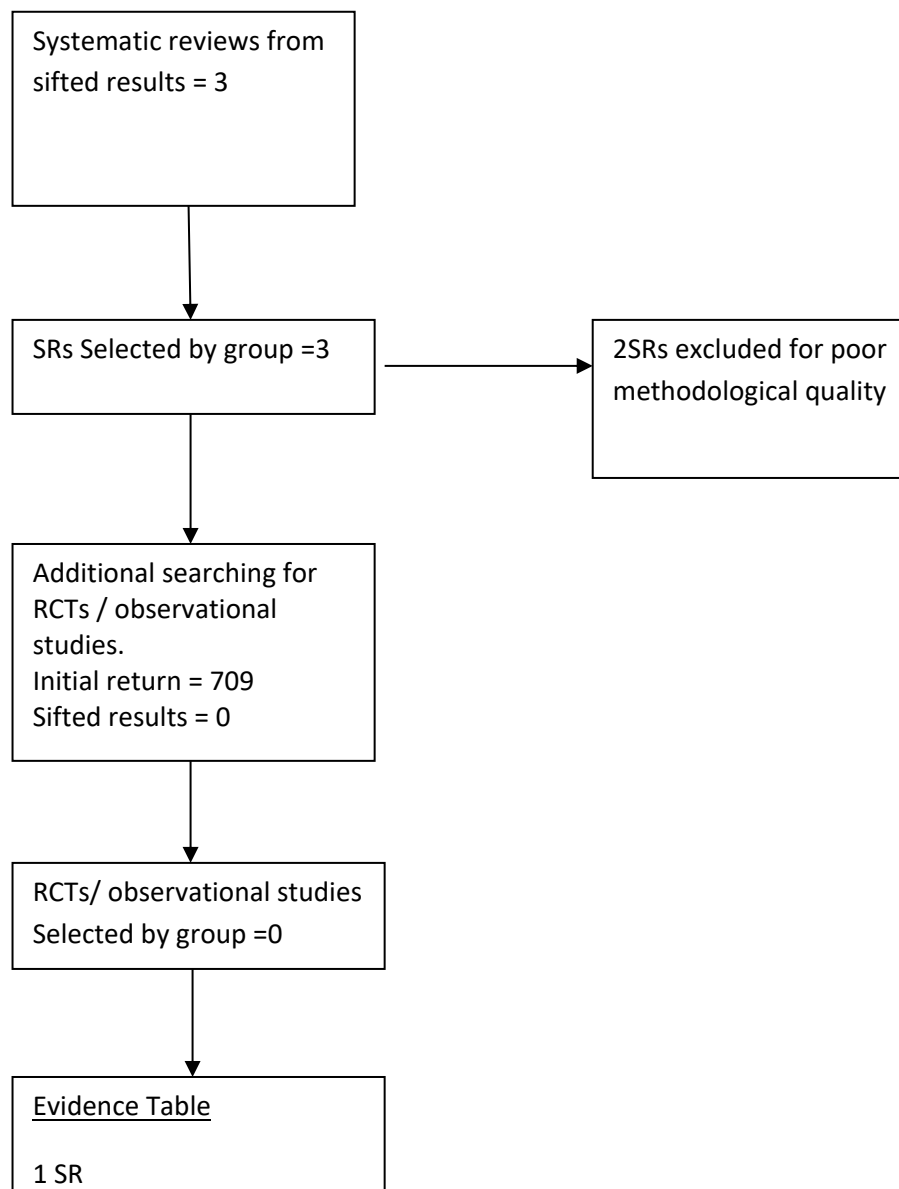 Systematic reviews from
sifted results = 3
SRs Selected by group =3
2SRs excluded for poor
methodological quality
Additional searching for
RCTs / observational
studies.
Initial return = 709
Sifted results = 0
RCTs/ observational studies
Selected by group =0
Evidence Table
1 SR